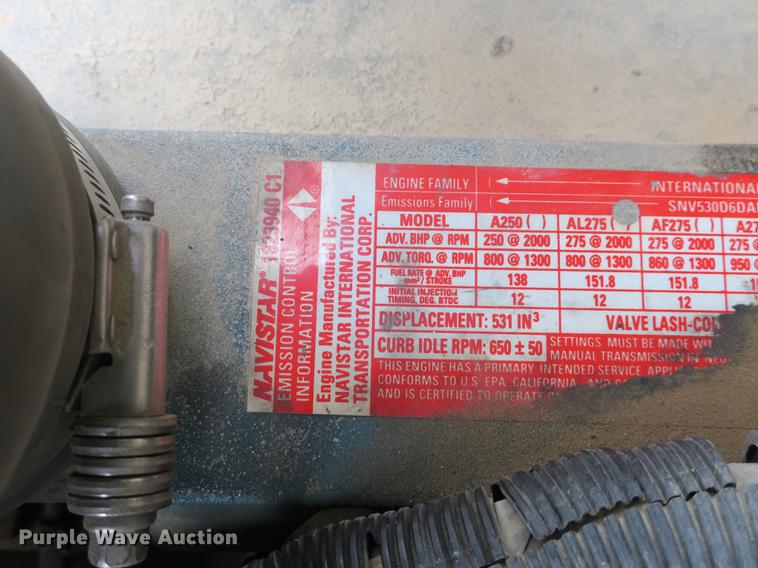 NAVISTAR® 1823940 C1
EMISSION CONTROL
INFORMATION
Engine Manufactured By:
NAVISTAR INTERNATIONAL
TRANSPORTATION CORP.
ENGINE FAMILY INTERNATIONAL
Emissions Family
MODEL A250 ( ) AL275 ( AF275 ( )
ADV. BHP @ RPM 250 @ 2000 275 @ 2000 275 @ 2000 275 @
ADV. TORQ. @ RPM 800 @ 1300 800 @ 1300 860 @ 1300 950 @
FUEL RATE @ ADV. BHP
mm³ / STROKE 138 151.8 151.8
INITIAL INJECTION
TIMING, DEG. BTDC 12 12 12
DISPLACEMENT: 531 IN³ VALVE LASH-COL
CURB IDLE RPM: 650 ± 50
SETTINGS MUST BE MADE WIT
MANUAL TRANSMISSION IN NEU
THIS ENGINE HAS A PRIMARY INTENDED SERVICE APPL
CONFORMS TO U.S. EPA, CALIFORNIA, AND
AND IS CERTIFIED TO OPERATE
Purple Wave Auction